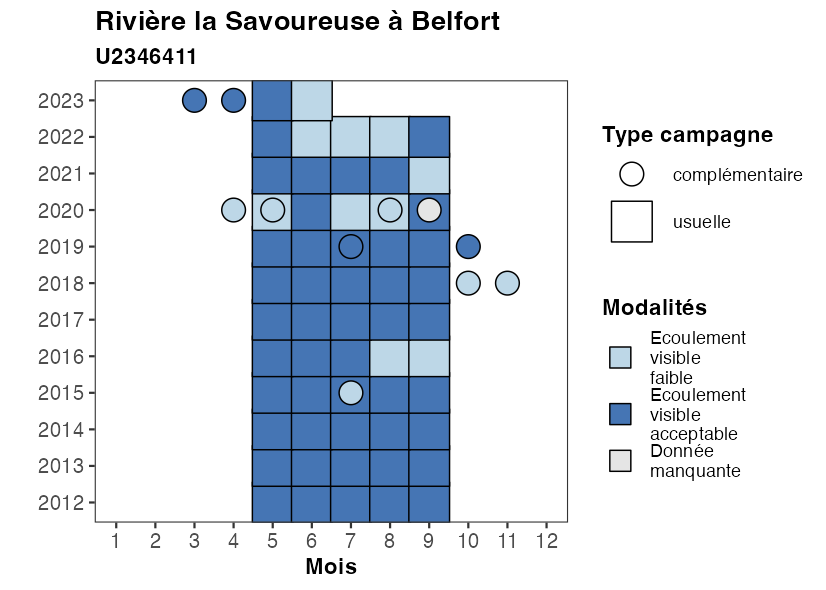 Rivière la Savoureuse à Belfort
U2346411
2023
2022
2021
2020
2019
2018
2017
2016
2015
2014
2013
2012
1 2 3 4 5 6 7 8 9 10 11 12
Mois
Type campagne
complémentaire
usuelle
Modalités
Ecoulement
visible
faible
Ecoulement
visible
acceptable
Donnée
manquante